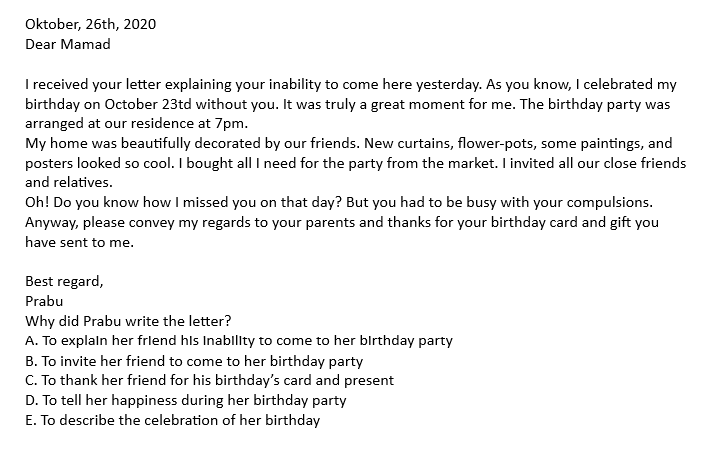 Oktober, 26th, 2020
Dear Mamad
I received your letter explaining your inability to come here yesterday. As you know, I celebrated my
birthday on October 23td without you. It was truly a great moment for me. The birthday party was
arranged at our residence at 7pm.
My home was beautifully decorated by our friends. New curtains, flower-pots, some paintings, and
posters looked so cool. I bought all I need for the party from the market. I invited all our close friends
and relatives.
Oh! Do you know how I missed you on that day? But you had to be busy with your compulsions.
Anyway, please convey my regards to your parents and thanks for your birthday card and gift you
have sent to me.
Best regard,
Prabu
Why did Prabu write the letter?
A. To explain her friend his inability to come to her birthday party
B. To invite her friend to come to her birthday party
C. To thank her friend for his birthday’s card and present
D. To tell her happiness during her birthday party
E. To describe the celebration of her birthday